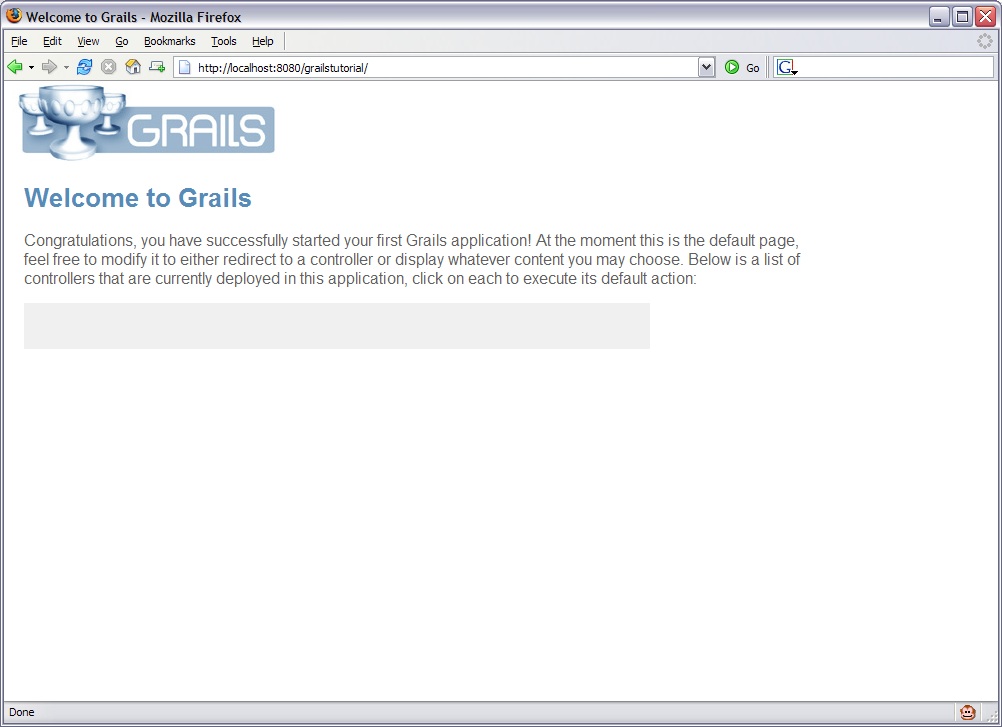 Welcome to Grails - Mozilla Firefox
File Edit View Go Bookmarks Tools Help
http://localhost:8080/grailstutorial/ Go G
GRAILS
Welcome to Grails
Congratulations, you have successfully started your first Grails application! At the moment this is the default page,
feel free to modify it to either redirect to a controller or display whatever content you may choose. Below is a list of
controllers that are currently deployed in this application, click on each to execute its default action:
Done